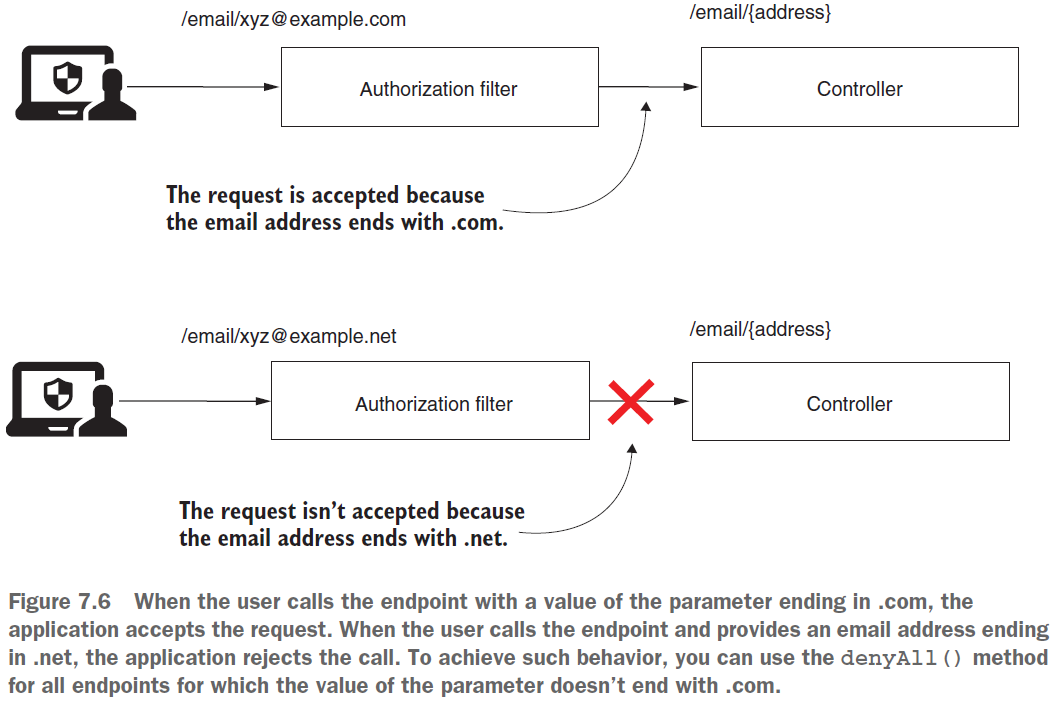 /email/xyz@example.com
/email/{address}
Authorization filter
Controller
The request is accepted because
the email address ends with .com.
/email/xyz@example.net
/email/{address}
Authorization filter
Controller
The request isn’t accepted because
the email address ends with .net.
Figure 7.6 When the user calls the endpoint with a value of the parameter ending in .com, the
application accepts the request. When the user calls the endpoint and provides an email address ending
in .net, the application rejects the call. To achieve such behavior, you can use the denyAll() method
for all endpoints for which the value of the parameter doesn’t end with .com.